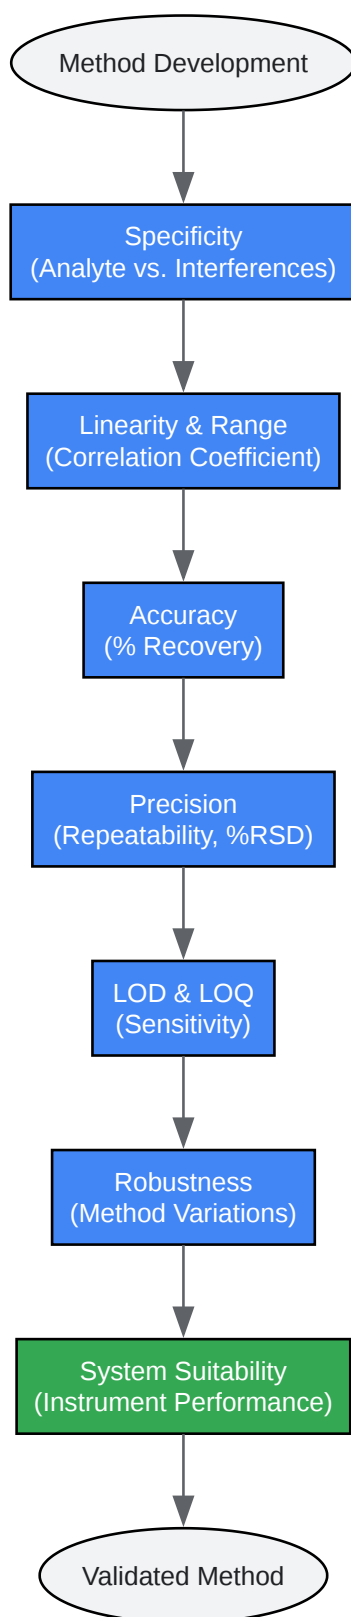 Method Development
Specificity
(Analyte vs. Interferences)
Linearity & Range
(Correlation Coefficient)
Accuracy
(% Recovery)
Precision
(Repeatability, %RSD)
LOD & LOQ
(Sensitivity)
Robustness
(Method Variations)
System Suitability
(Instrument Performance)
Validated Method